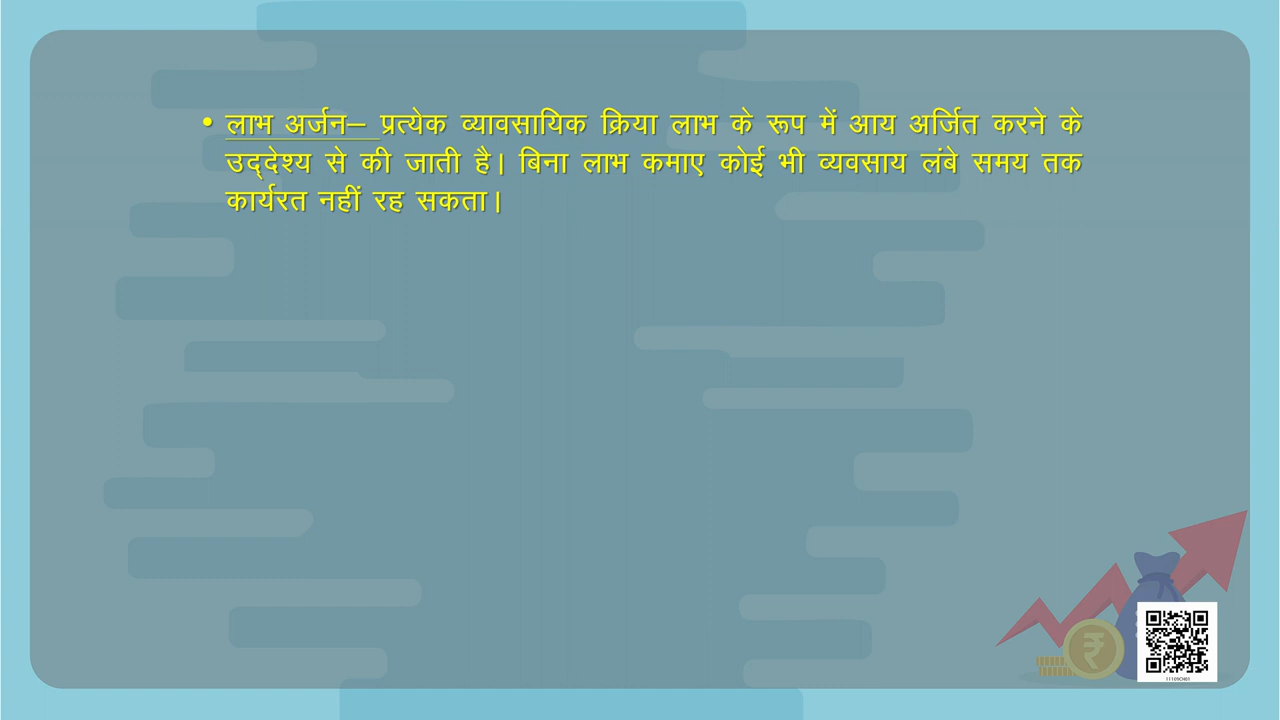 • लाभ अर्जन– प्रत्येक व्यावसायिक क्रिया लाभ के रूप में आय अर्जित करने के
उद्देश्य से की जाती है। बिना लाभ कमाए कोई भी व्यवसाय लंबे समय तक
कार्यरत नहीं रह सकता।
₹